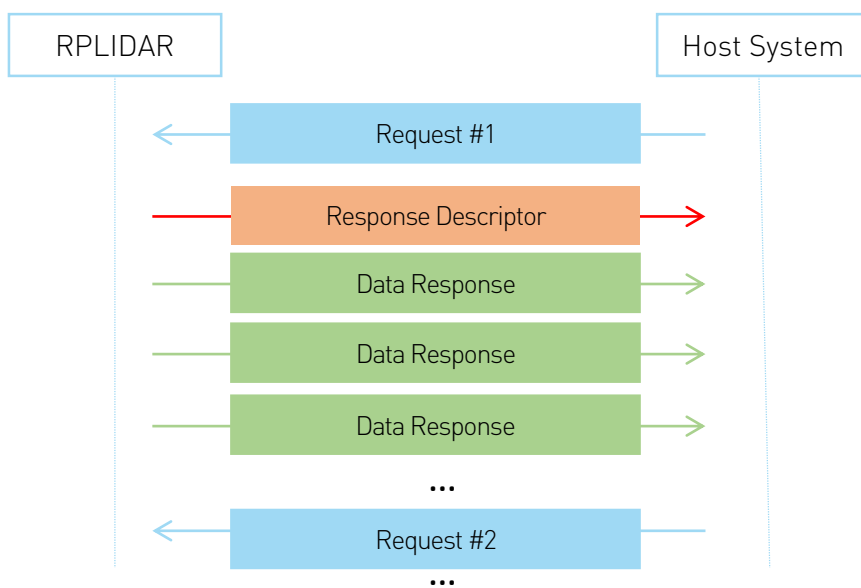 RPLIDAR
Host System
Request #1
Response Descriptor
Data Response
Data Response
Data Response
...
Request #2
...